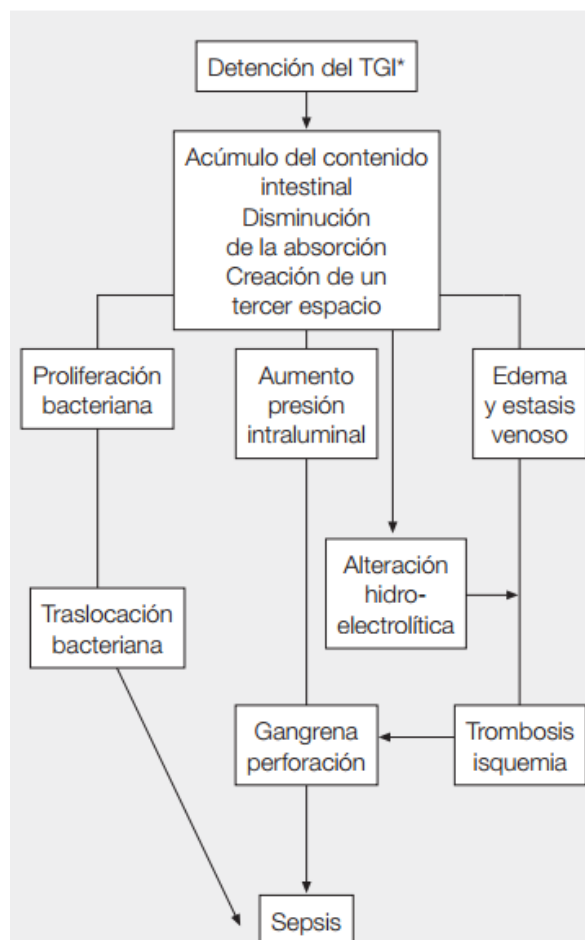 Detención del TGI*
Acúmulo del contenido
intestinal
Disminución
de la absorción
Creación de un
tercer espacio
Proliferación
bacteriana
Aumento
presión
intraluminal
Edema
y estasis
venoso
Alteración
hidro-
electrolítica
Traslocación
bacteriana
Gangrena
perforación
Trombosis
isquemia
Sepsis